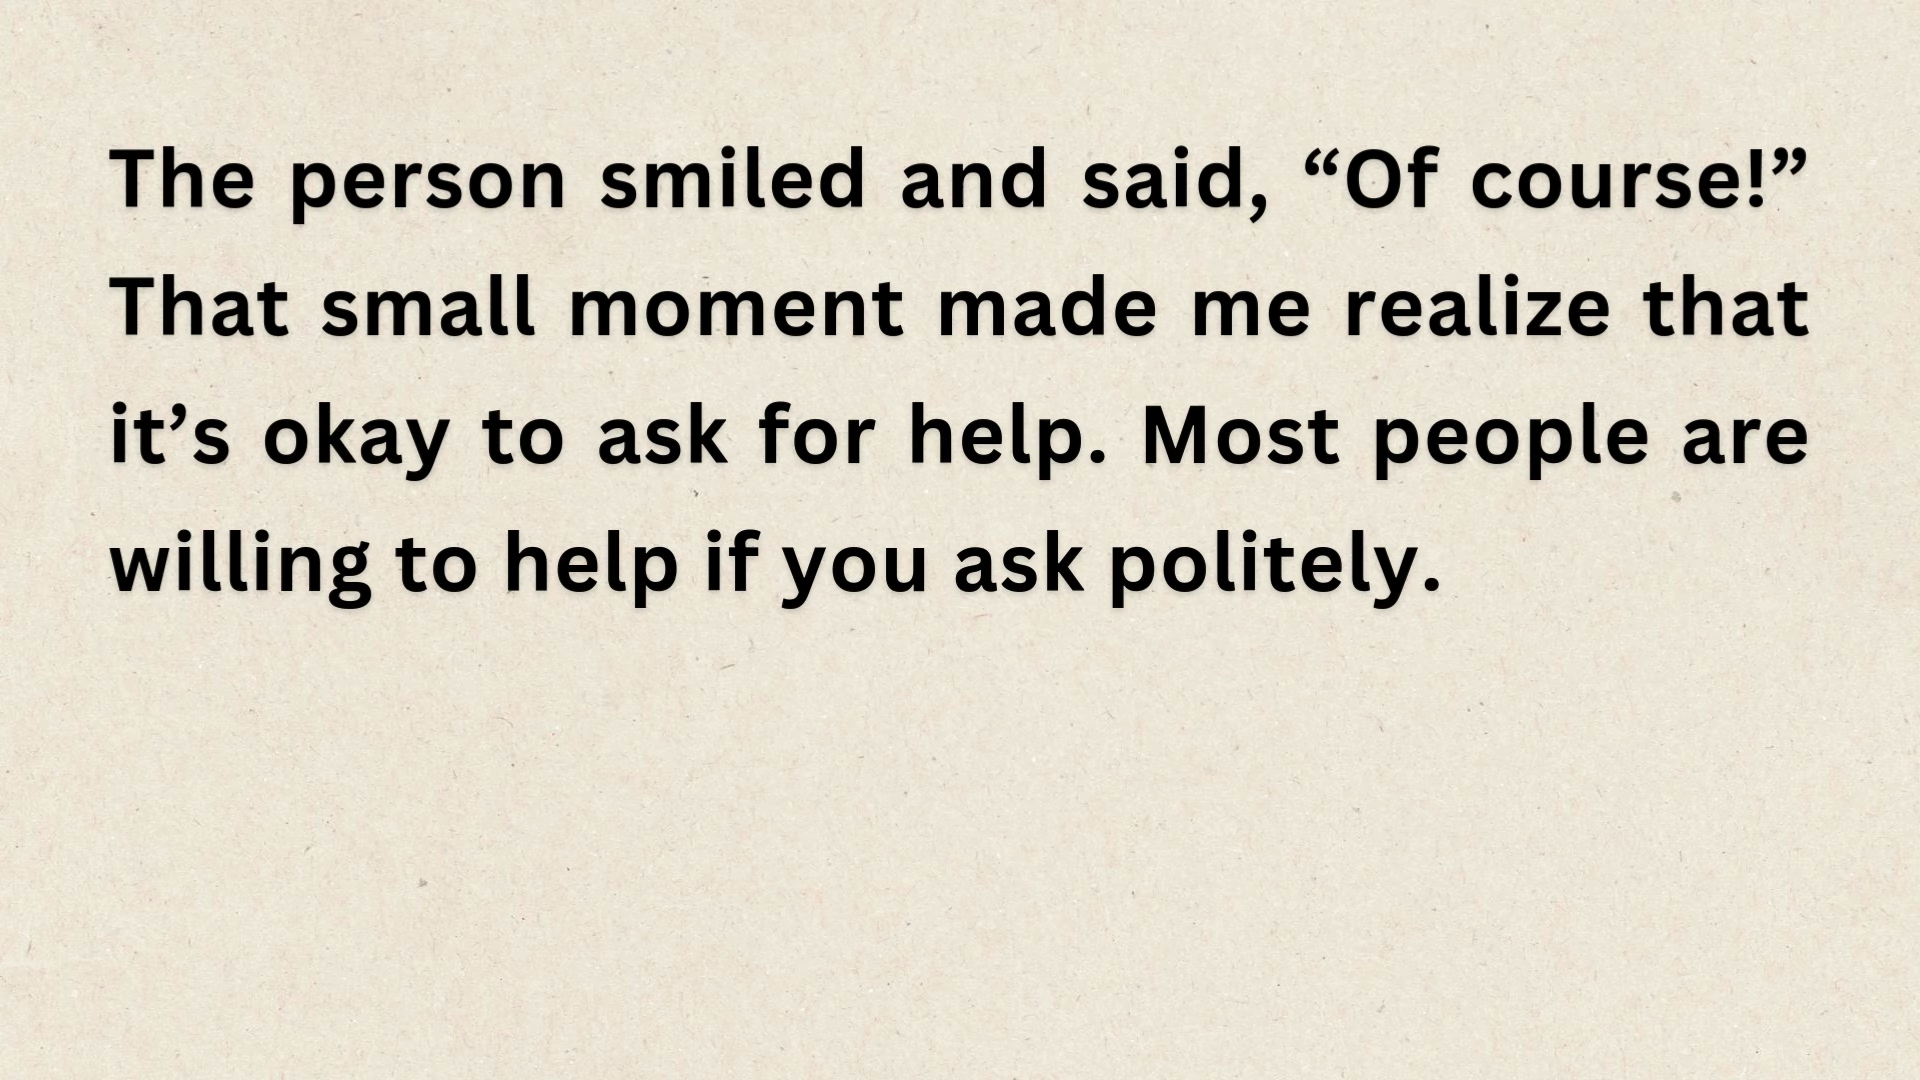 The person smiled and said, “Of course!”
That small moment made me realize that
it’s okay to ask for help. Most people are
willing to help if you ask politely.